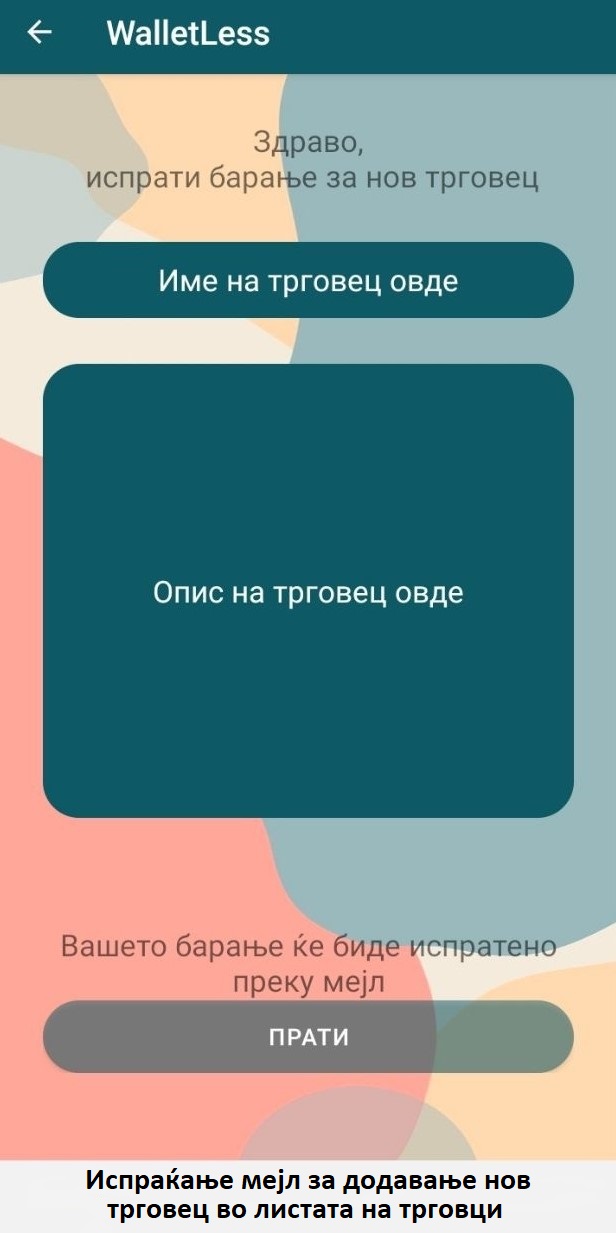 WalletLess
Здраво,
испрати барање за нов трговец
Име на трговец овде
Опис на трговец овде
Вашето барање ќе биде испратено
преку мејл
ПРАТИ
Испраќање мејл за додавање нов
трговец во листата на трговци